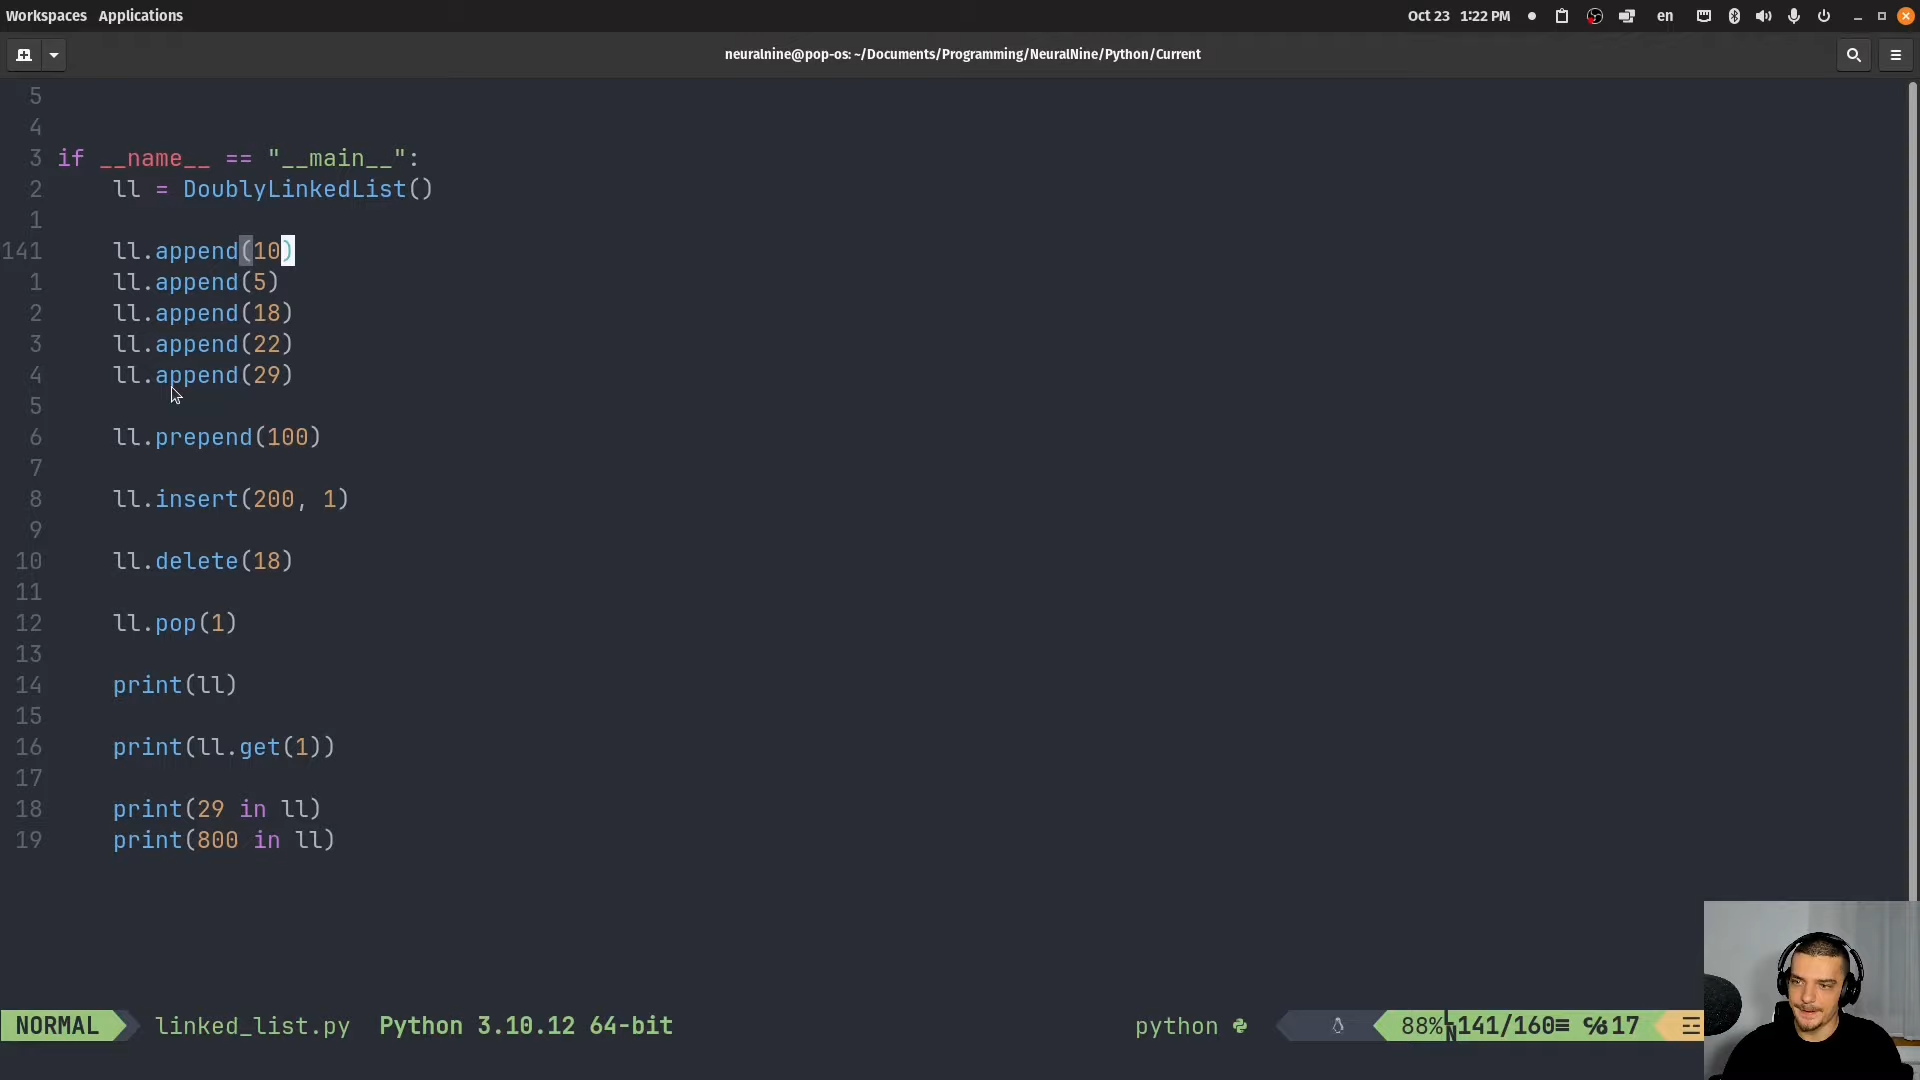 Workspaces Applications
Oct 23 1:22 PM
en
neuralnine@pop-os: ~/Documents/Programming/NeuralNine/Python/Current
5
4
3 if __name__ == "__main__":
2 ll = DoublyLinkedList()
1
141 ll.append(10)
1 ll.append(5)
2 ll.append(18)
3 ll.append(22)
4 ll.append(29)
5
6 ll.prepend(100)
7
8 ll.insert(200, 1)
9
10 ll.delete(18)
11
12 ll.pop(1)
13
14 print(ll)
15
16 print(ll.get(1))
17
18 print(29 in ll)
19 print(800 in ll)
NORMAL linked_list.py Python 3.10.12 64-bit python 88% LN 141/160≡ ℅17